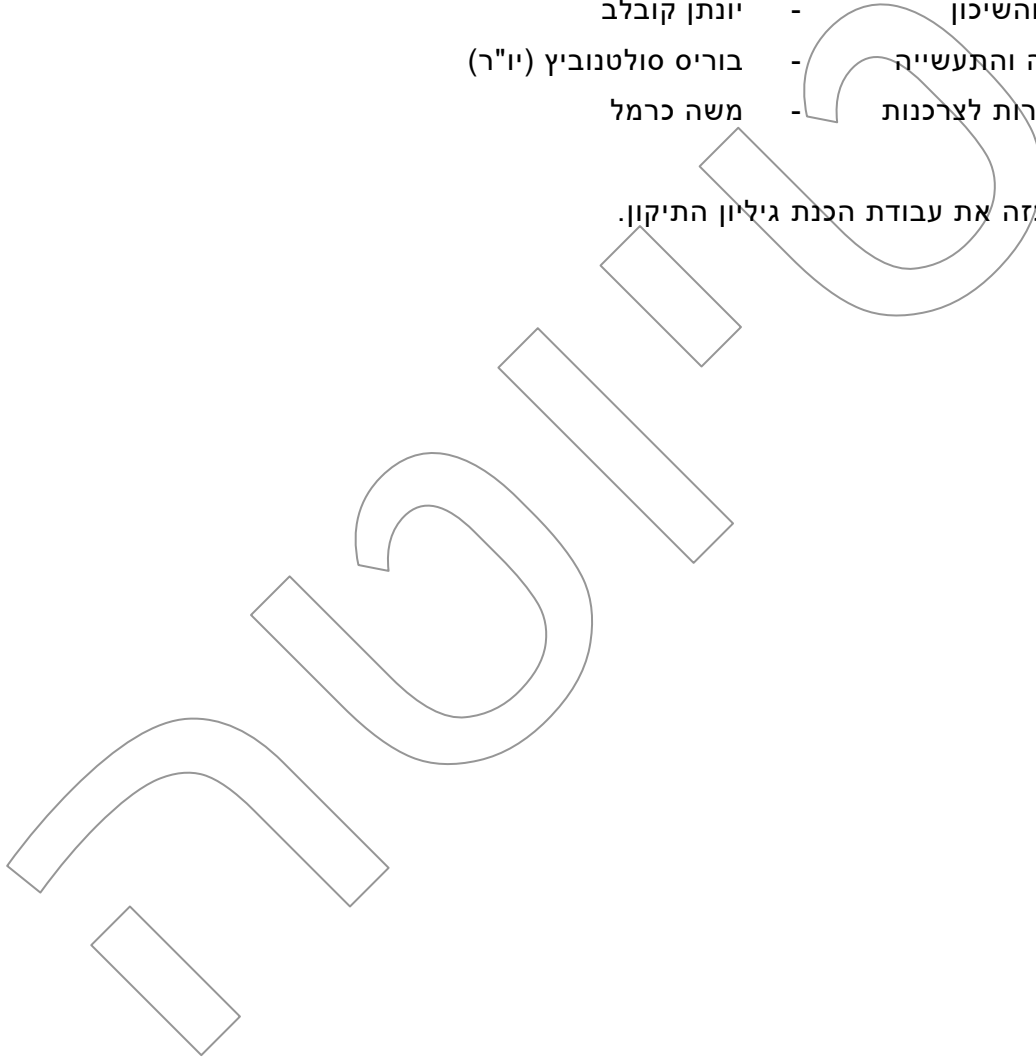 והשיכון - יונתן קובלב
ה והתעשייה - בוריס סולטנוביץ (יו"ר)
רות לצרכנות - משה כרמל
זה את עבודת הכנת גיליון התיקון.
טיוטה